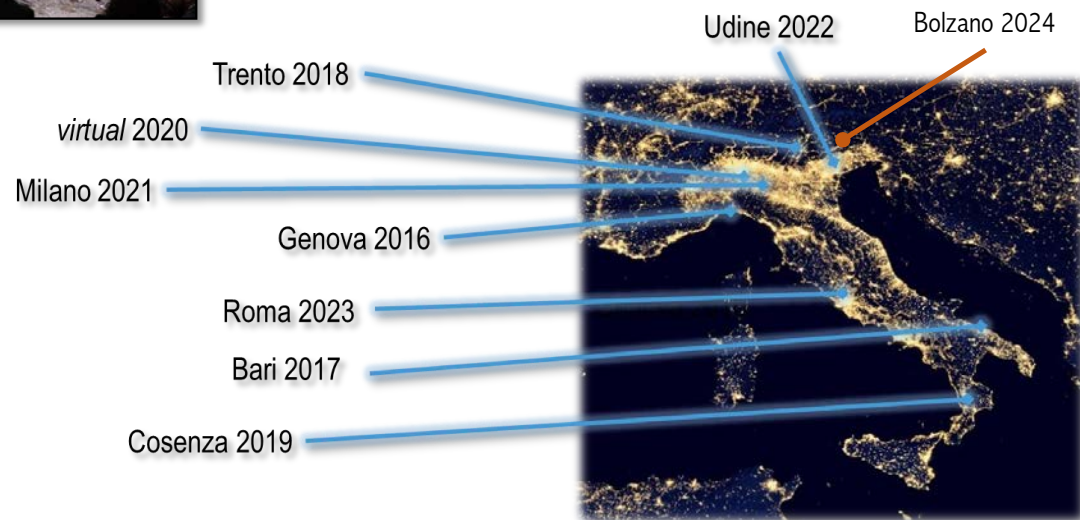 Udine 2022
Bolzano 2024
Trento 2018
virtual 2020
Milano 2021
Genova 2016
Roma 2023
Bari 2017
Cosenza 2019